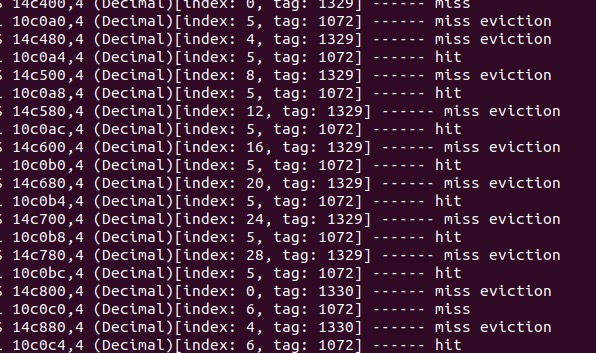 S 14c400,4 (Decimal)[index: 0, tag: 1329] ------ miss
L 10c0a0,4 (Decimal)[index: 5, tag: 1072] ------ miss eviction
S 14c480,4 (Decimal)[index: 4, tag: 1329] ------ miss eviction
L 10c0a4,4 (Decimal)[index: 5, tag: 1072] ------ hit
S 14c500,4 (Decimal)[index: 8, tag: 1329] ------ miss eviction
L 10c0a8,4 (Decimal)[index: 5, tag: 1072] ------ hit
S 14c580,4 (Decimal)[index: 12, tag: 1329] ------ miss eviction
L 10c0ac,4 (Decimal)[index: 5, tag: 1072] ------ hit
S 14c600,4 (Decimal)[index: 16, tag: 1329] ------ miss eviction
L 10c0b0,4 (Decimal)[index: 5, tag: 1072] ------ hit
S 14c680,4 (Decimal)[index: 20, tag: 1329] ------ miss eviction
L 10c0b4,4 (Decimal)[index: 5, tag: 1072] ------ hit
S 14c700,4 (Decimal)[index: 24, tag: 1329] ------ miss eviction
L 10c0b8,4 (Decimal)[index: 5, tag: 1072] ------ hit
S 14c780,4 (Decimal)[index: 28, tag: 1329] ------ miss eviction
L 10c0bc,4 (Decimal)[index: 5, tag: 1072] ------ hit
S 14c800,4 (Decimal)[index: 0, tag: 1330] ------ miss eviction
L 10c0c0,4 (Decimal)[index: 6, tag: 1072] ------ miss
S 14c880,4 (Decimal)[index: 4, tag: 1330] ------ miss eviction
L 10c0c4,4 (Decimal)[index: 6, tag: 1072] ------ hit